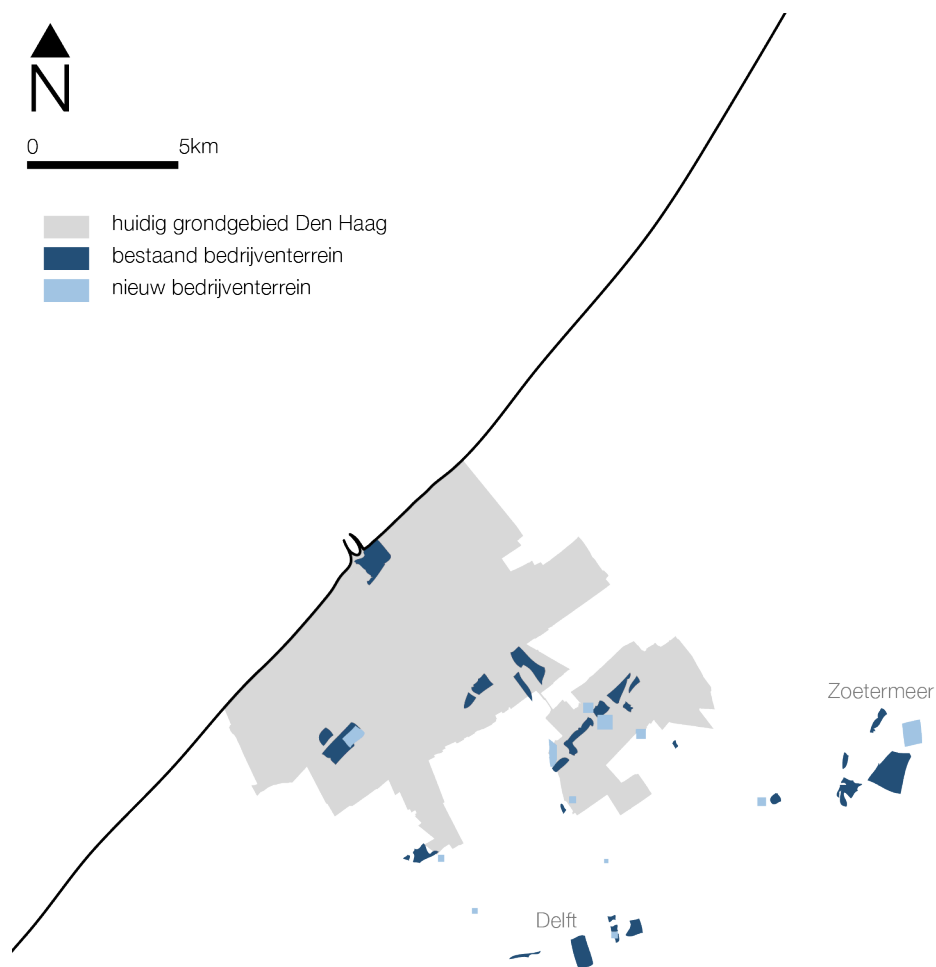 N
0 5km
huidig grondgebied Den Haag
bestaand bedrijventerrein
nieuw bedrijventerrein
Zoetermeer
Delft